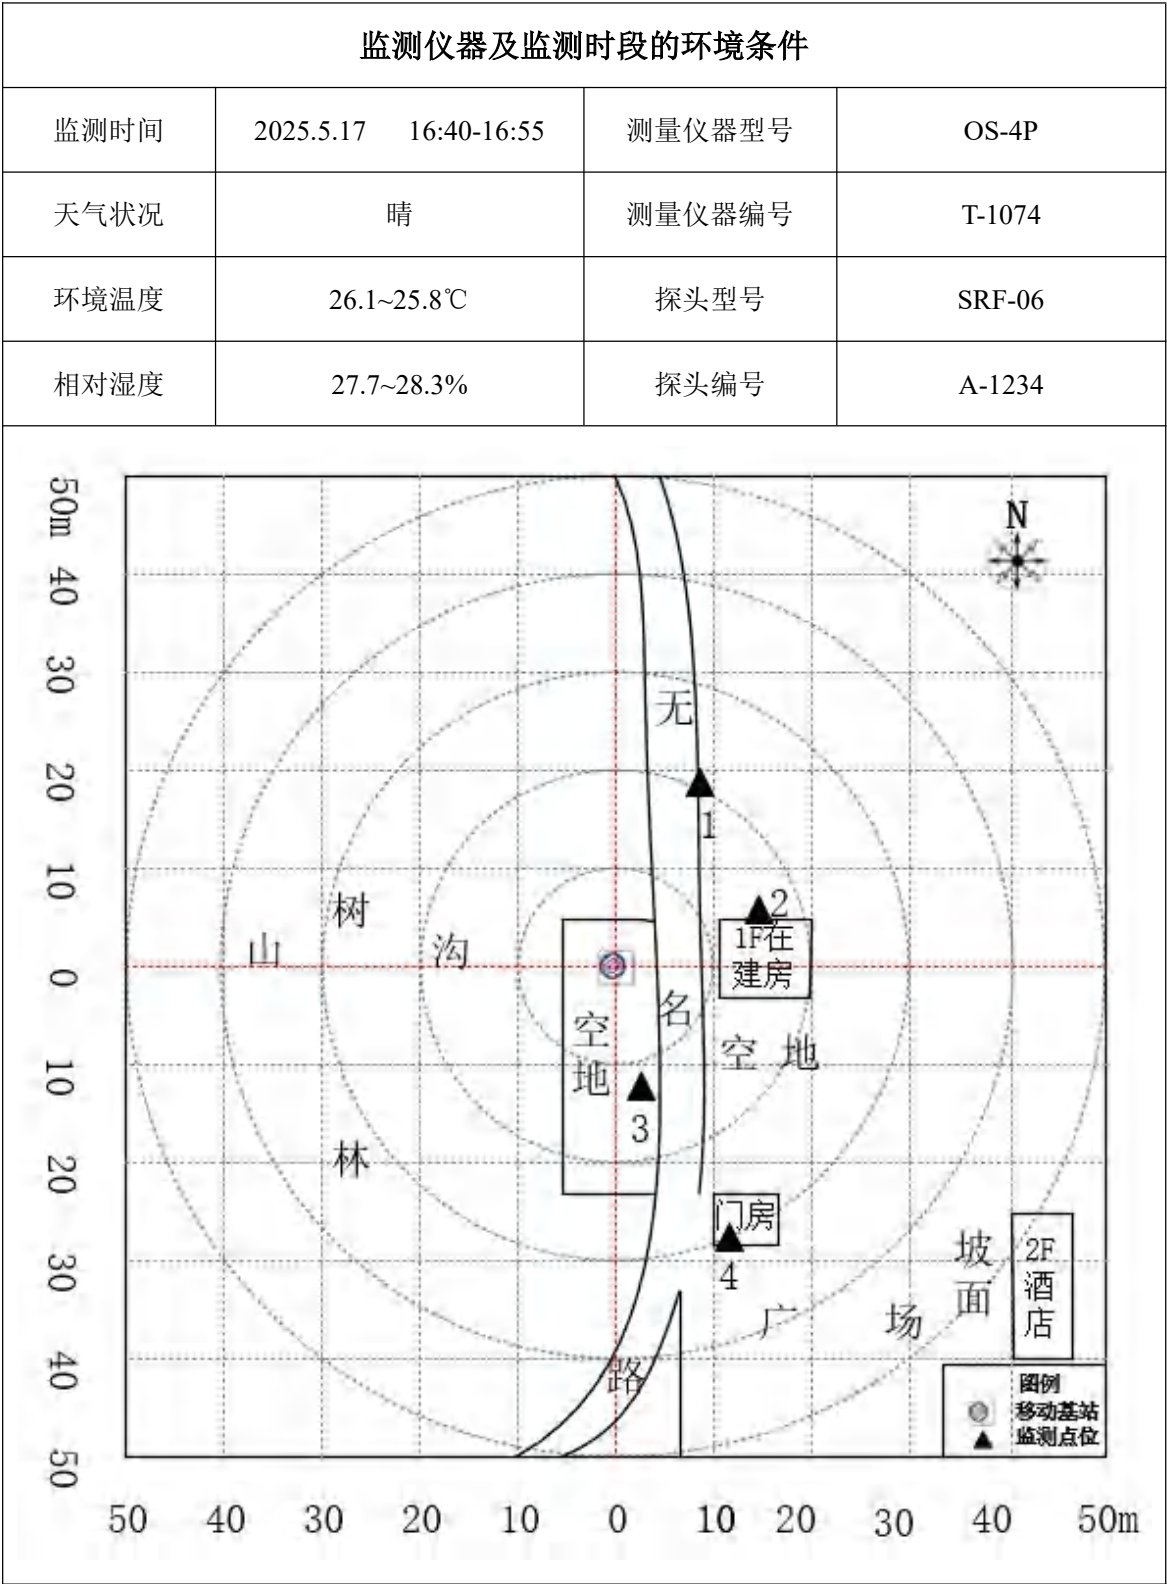 监测仪器及监测时段的环境条件
监测时间 2025.5.17 16:40-16:55 测量仪器型号 OS-4P
天气状况 晴 测量仪器编号 T-1074
环境温度 26.1~25.8℃ 探头型号 SRF-06
相对湿度 27.7~28.3% 探头编号 A-1234
50m
40
30
20
10
0
10
20
30
40
50
N
无
1
2
树
山
沟
1F在
建房
名
空
地
空 地
3
林
门房
4
坡
面
2F
酒
店
广 场
路
图例
移动基站
监测点位
50 40 30 20 10 0 10 20 30 40 50m